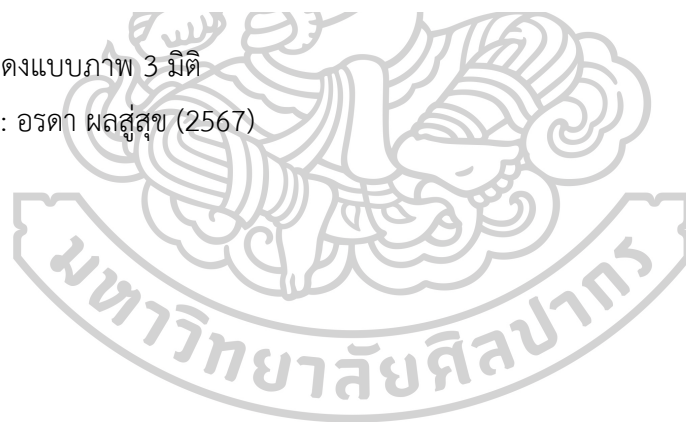 ดงแบบภาพ 3 มิติ
: อรดา ผลสู่สุข (2567)
มหาวิทยาลัยศิลปากร